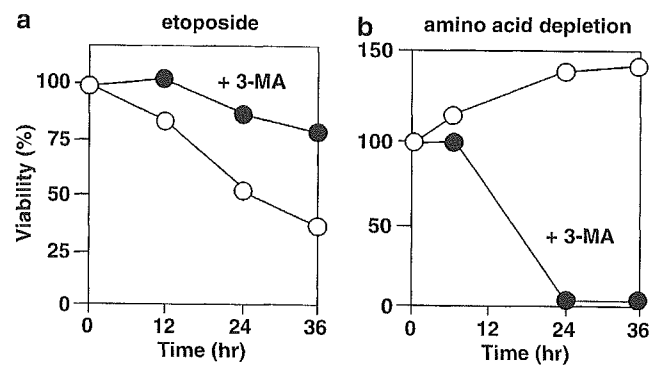 a
etoposide
Viability (%)
100
75
50
25
0
+ 3-MA
0 12 24 36
Time (hr)
b
amino acid depletion
150
100
50
0
+ 3-MA
0 12 24 36
Time (hr)